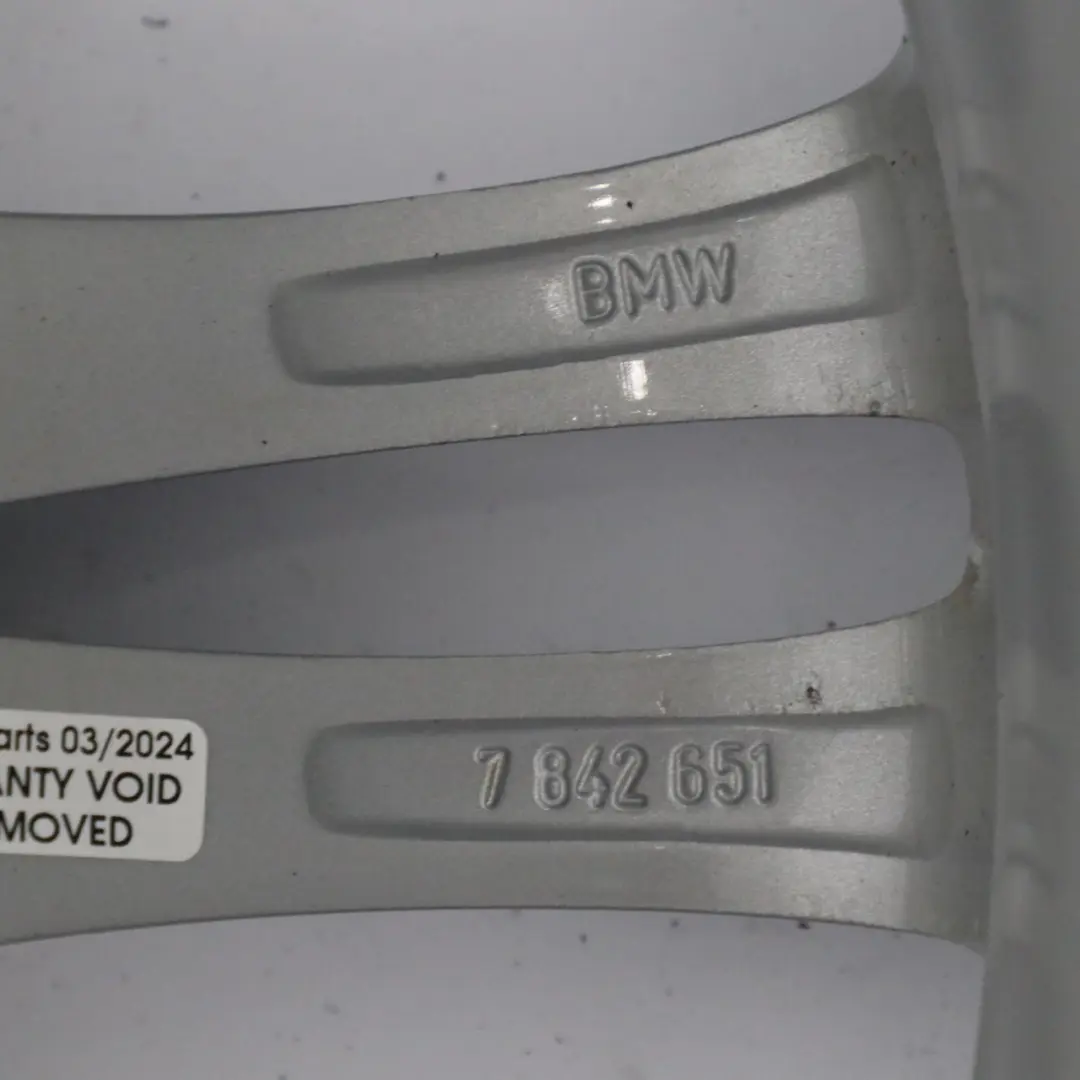 BMW
7 842 651
arts 03/2024
ANTY VOID
MOVED